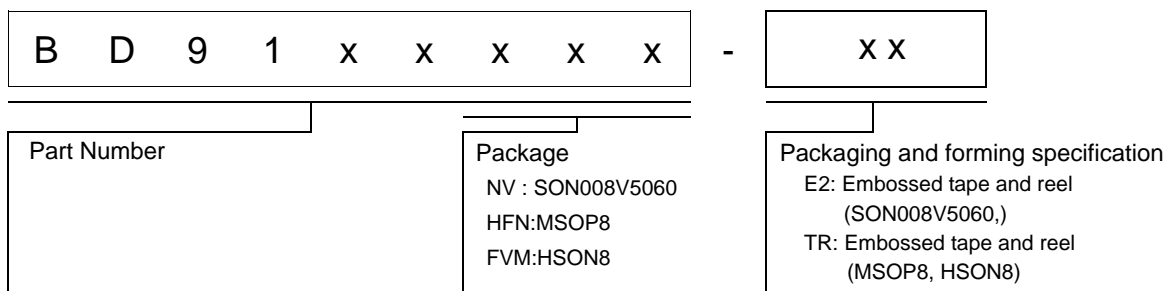 B D 9 1 x x x x x - x x
Part Number
Package
NV : SON008V5060
HFN:MSOP8
FVM:HSON8
Packaging and forming specification
E2: Embossed tape and reel
(SON008V5060,)
TR: Embossed tape and reel
(MSOP8, HSON8)